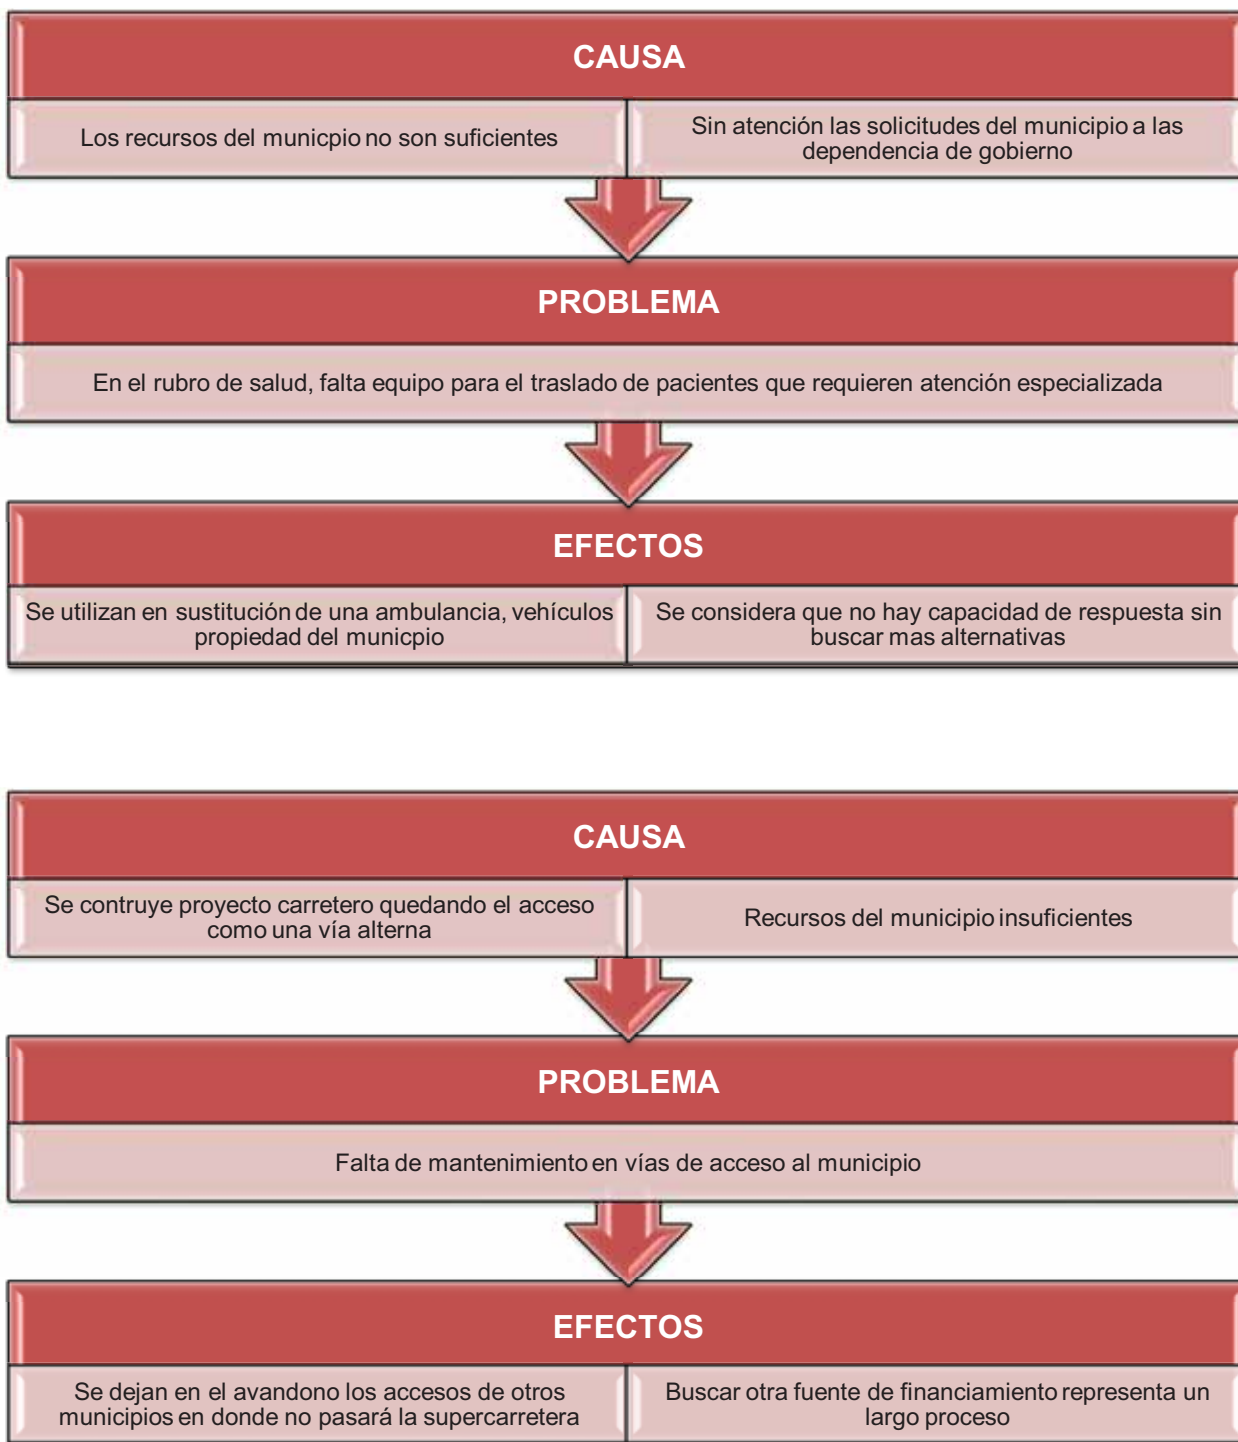 CAUSA
Los recursos del municpio no son suficientes
Sin atención las solicitudes del municipio a las
dependencia de gobierno
PROBLEMA
En el rubro de salud, falta equipo para el traslado de pacientes que requieren atención especializada
EFECTOS
Se utilizan en sustitución de una ambulancia, vehículos
propiedad del municpio
Se considera que no hay capacidad de respuesta sin
buscar mas alternativas
CAUSA
Se contruye proyecto carretero quedando el acceso
como una vía alterna
Recursos del municipio insuficientes
PROBLEMA
Falta de mantenimiento en vías de acceso al municipio
EFECTOS
Se dejan en el avandono los accesos de otros
municipios en donde no pasará la supercarretera
Buscar otra fuente de financiamiento representa un
largo proceso